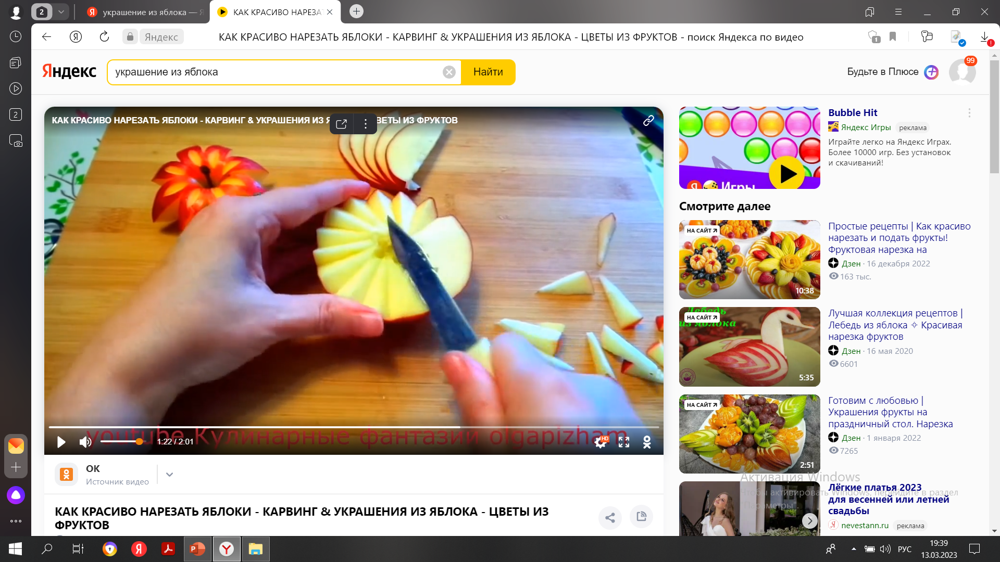 2
украшение из яблока — Я
КАК КРАСИВО НАРЕЗА
Яндекс
КАК КРАСИВО НАРЕЗАТЬ ЯБЛОКИ - КАРВИНГ & УКРАШЕНИЯ ИЗ ЯБЛОКА - ЦВЕТЫ ИЗ ФРУКТОВ - поиск Яндекса по видео
1
2
Яндекс
украшение из яблока
Найти
Будьте в Плюсе
99
КАК КРАСИВО НАРЕЗАТЬ ЯБЛОКИ - КАРВИНГ & УКРАШЕНИЯ ИЗ Я
ВЕТЫ ИЗ ФРУКТОВ
youtube Кулинарные фантазии olgapizham
1:22 / 2:01
HD
ОК
Источник видео
КАК КРАСИВО НАРЕЗАТЬ ЯБЛОКИ - КАРВИНГ & УКРАШЕНИЯ ИЗ ЯБЛОКА - ЦВЕТЫ ИЗ
ФРУКТОВ
Я Игры
Bubble Hit
Яндекс Игры реклама
Играйте легко на Яндекс Играх.
Более 10000 игр. Без установок
и скачиваний!
Смотрите далее
НА САЙТ
10:38
Простые рецепты | Как красиво
нарезать и подать фрукты!
Фруктовая нарезка на
Дзен · 16 декабря 2022
163 тыс.
Лебедь
из яблока
НА САЙТ
5:35
Лучшая коллекция рецептов |
Лебедь из яблока ✧ Красивая
нарезка фруктов
Дзен · 16 мая 2020
6601
НА САЙТ
2:51
Готовим с любовью |
Украшения фрукты на
праздничный стол. Нарезка
Дзен · 1 января 2022
7265
Активация Windows
Чтобы активировать Windows, перейдите в раздел
"Параметры".
Лёгкие платья 2023
для весенней или летней
свадьбы
nevestann.ru реклама
РУС
19:39
13.03.2023